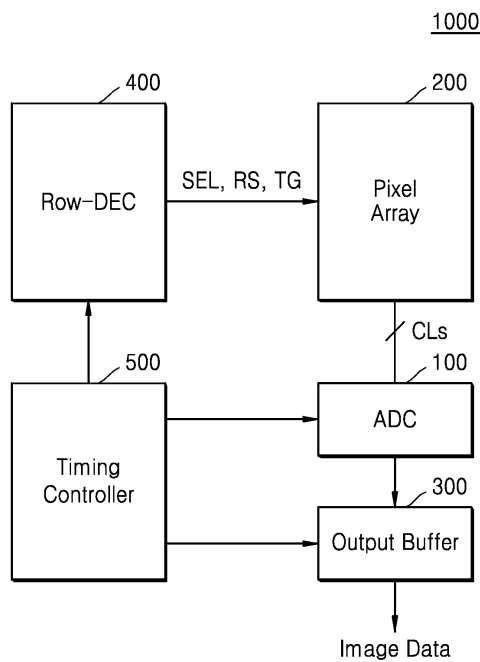 1000
400
200
Row-DEC
SEL, RS, TG
Pixel
Array
CLs
500
100
Timing
Controller
ADC
300
Output Buffer
Image Data